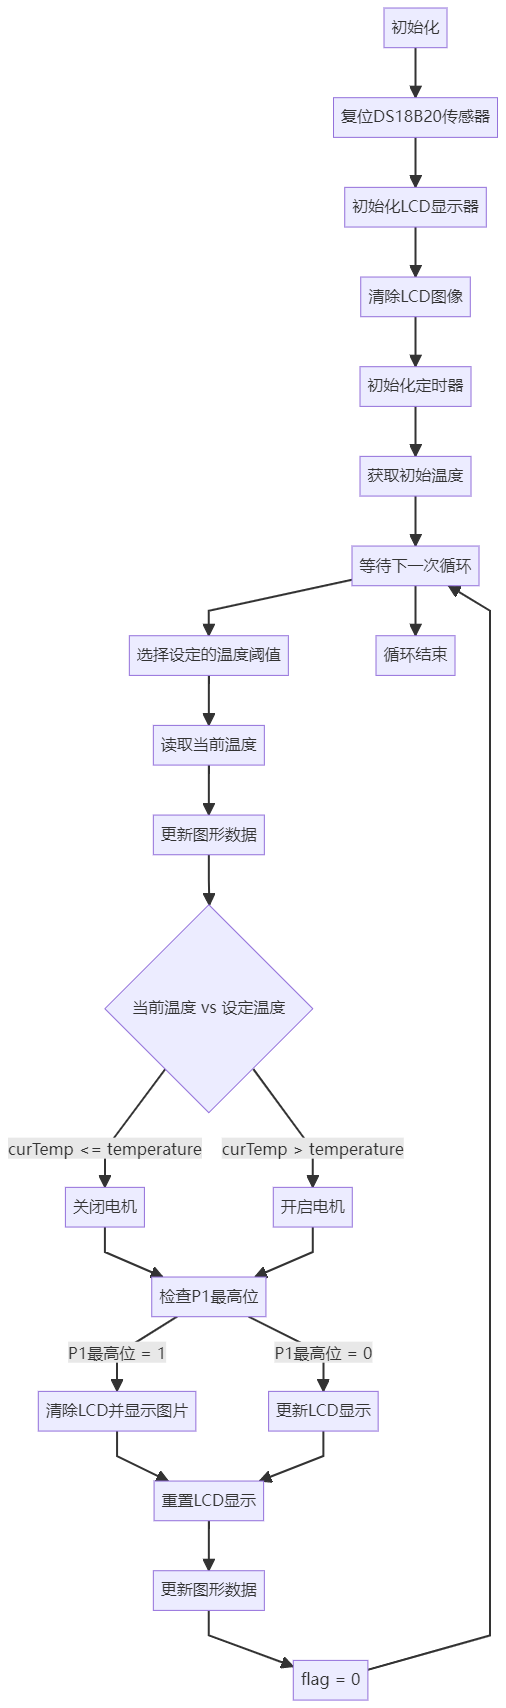 初始化
复位DS18B20传感器
初始化LCD显示器
清除LCD图像
初始化定时器
获取初始温度
等待下一次循环
选择设定的温度阈值
循环结束
读取当前温度
更新图形数据
当前温度 vs 设定温度
curTemp <= temperature
curTemp > temperature
关闭电机
开启电机
检查P1最高位
P1最高位 = 1
P1最高位 = 0
清除LCD并显示图片
更新LCD显示
重置LCD显示
更新图形数据
flag = 0